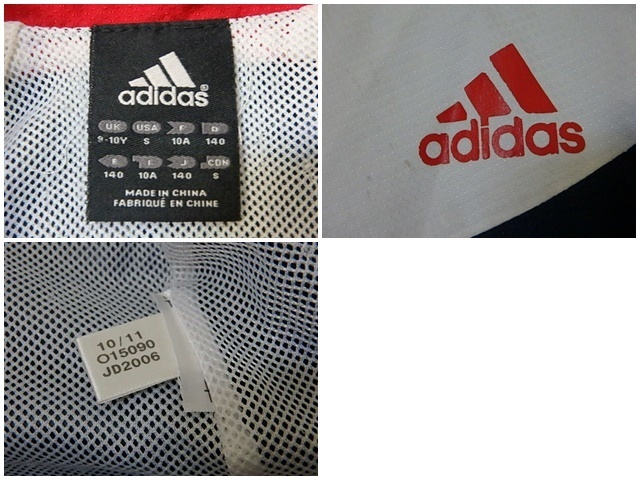 adidas®
UK USA F D
9-10Y S 10A 140
E I J CDN
140 10A 140 S
MADE IN CHINA
FABRIQUÉ EN CHINE
adidas
10/11
O15090
JD2006